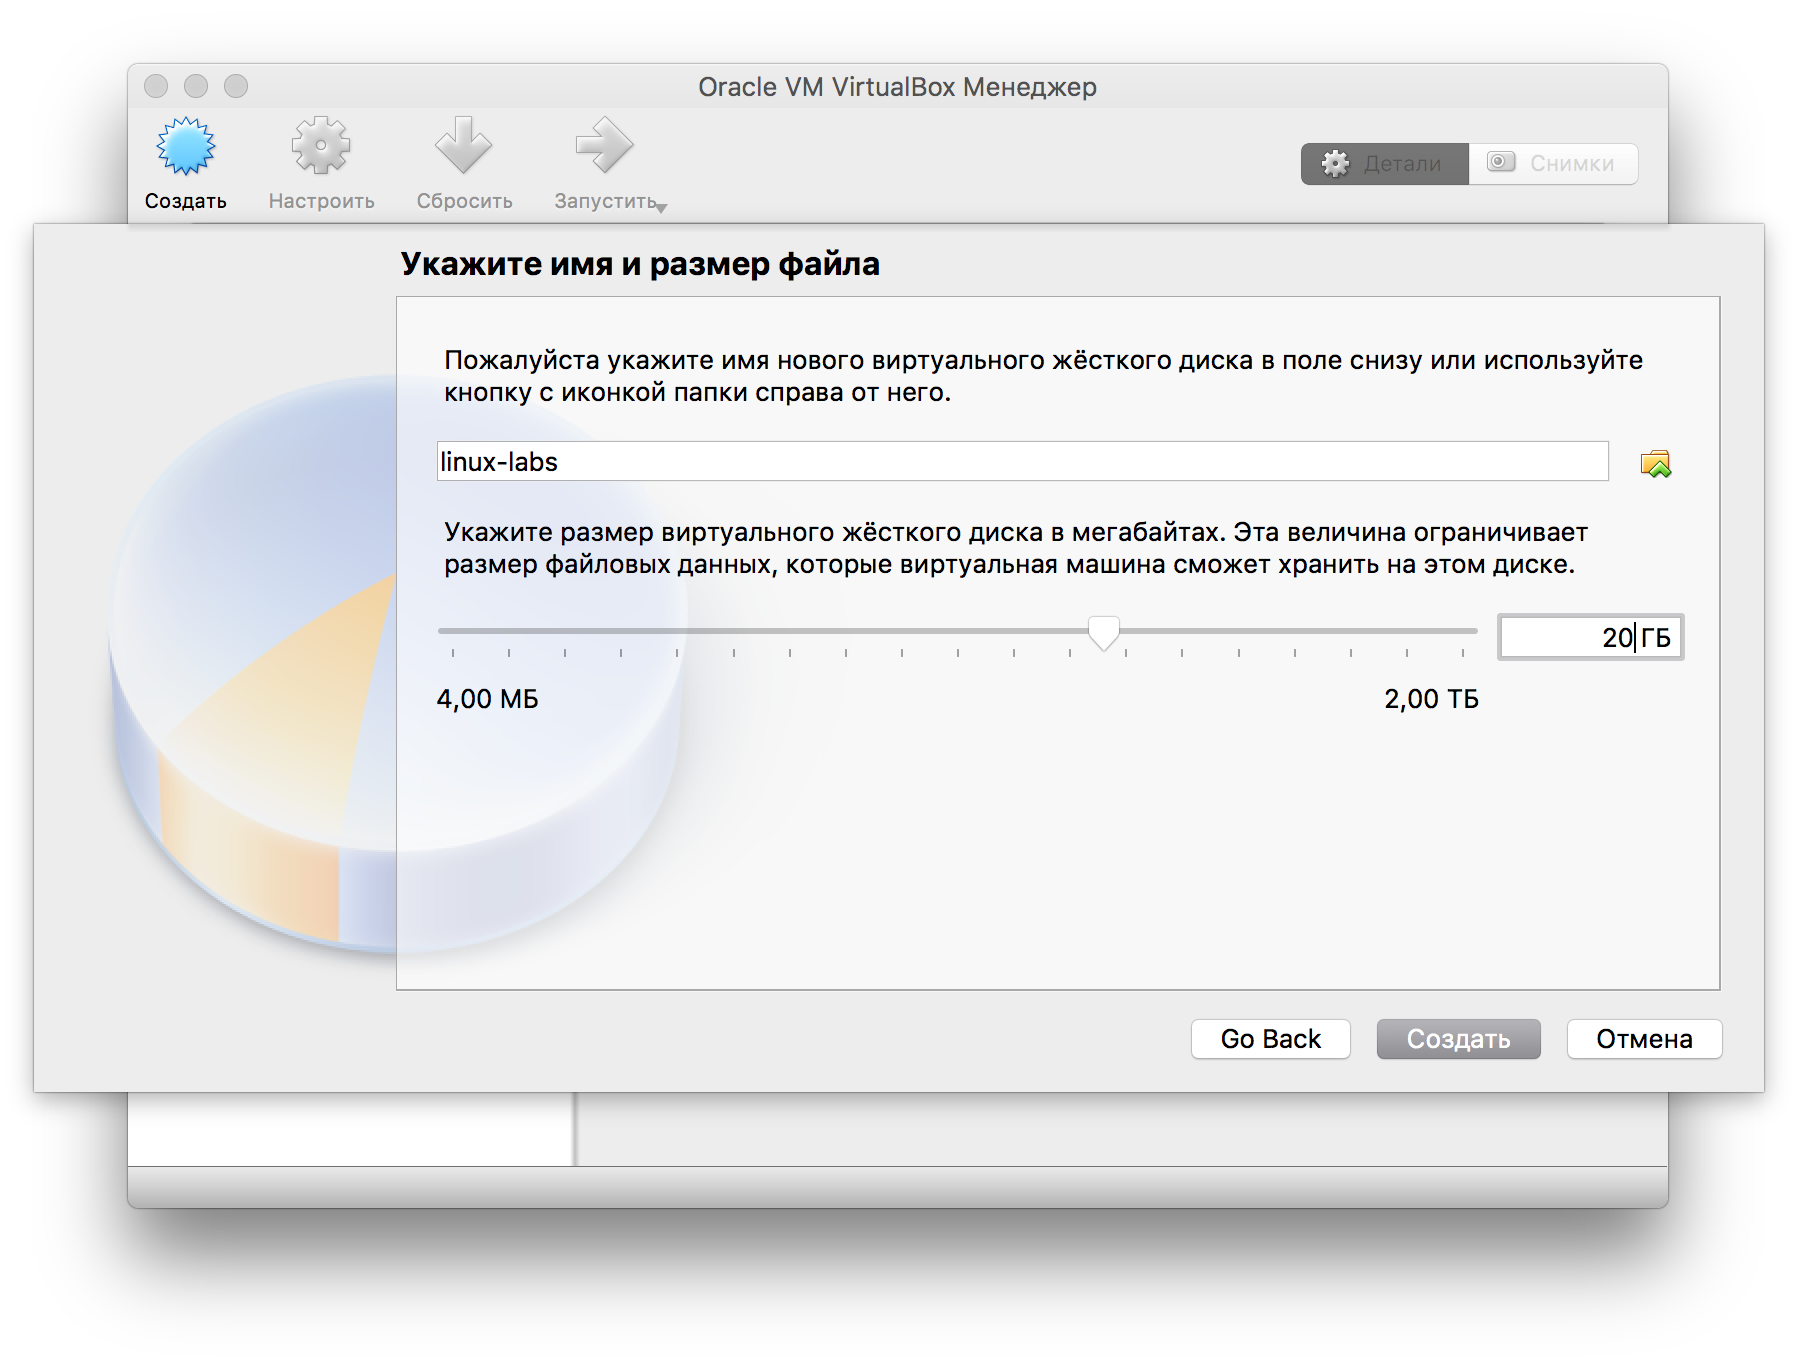 Oracle VM VirtualBox Менеджер
Создать
Настроить
Сбросить
Запустить
Детали
Снимки
Укажите имя и размер файла
Пожалуйста укажите имя нового виртуального жёсткого диска в поле снизу или используйте
кнопку с иконкой папки справа от него.
linux-labs
Укажите размер виртуального жёсткого диска в мегабайтах. Эта величина ограничивает
размер файловых данных, которые виртуальная машина сможет хранить на этом диске.
20 ГБ
4,00 МБ
2,00 ТБ
Go Back
Создать
Отмена